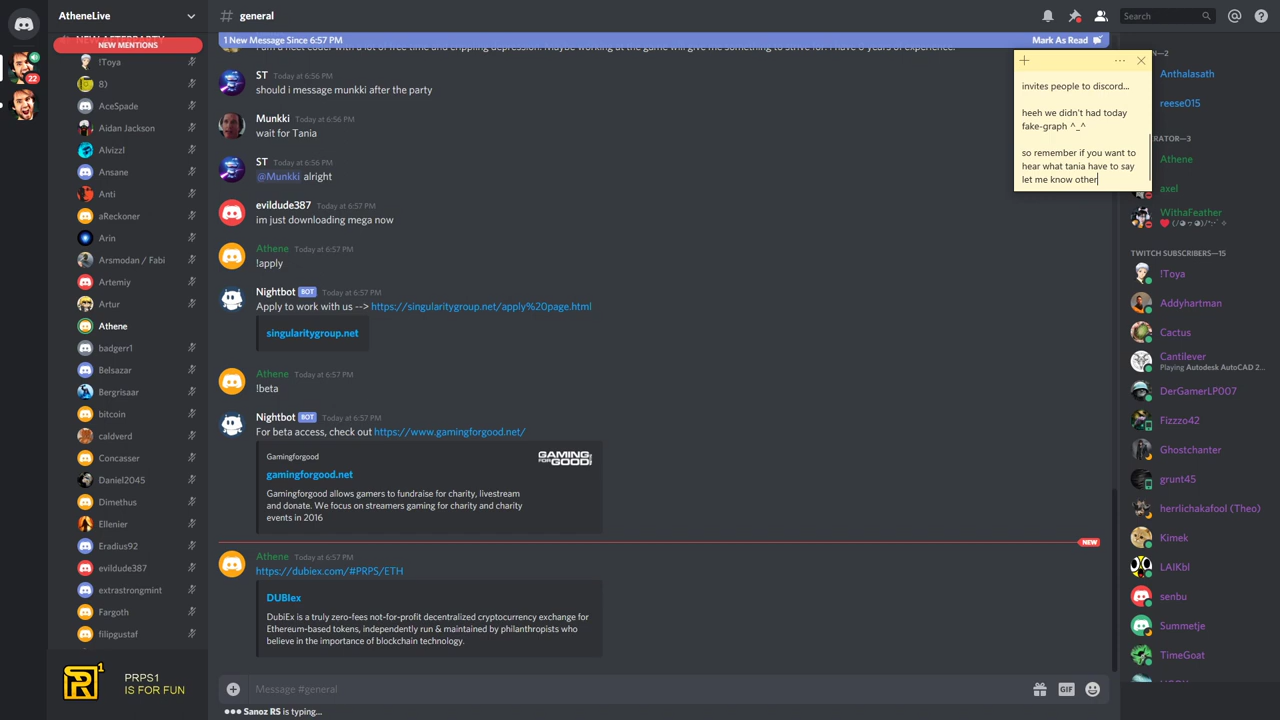 AtheneLive
NEW MENTIONS
!Toya
8)
AceSpade
Aidan Jackson
Alvizzl
Ansane
Anti
aReckoner
Arin
Arsmodan / Fabi
Artemiy
Artur
Athene
badgerr1
Belsazar
Bergrisaar
bitcoin
caldverd
Concasser
Daniel2045
Dimethus
Ellenier
Eradius92
evildude387
extrastrongmint
Fargoth
filipgustaf
22
PRPS1
IS FOR FUN
general
Search
1 New Message Since 6:57 PM
Mark As Read
ST Today at 6:56 PM
should i message munkki after the party
Munkki Today at 6:56 PM
wait for Tania
ST Today at 6:56 PM
@Munkki alright
evildude387 Today at 6:57 PM
im just downloading mega now
Athene Today at 6:57 PM
!apply
Nightbot BOT Today at 6:57 PM
Apply to work with us --> https://singularitygroup.net/apply%20page.html
singularitygroup.net
Athene Today at 6:57 PM
!beta
Nightbot BOT Today at 6:57 PM
For beta access, check out https://www.gamingforgood.net/
Gamingforgood
GAMING
FOR GOOD
gamingforgood.net
Gamingforgood allows gamers to fundraise for charity, livestream
and donate. We focus on streamers gaming for charity and charity
events in 2016
NEW
Athene Today at 6:57 PM
https://dubiex.com/#PRPS/ETH
DUBIex
DubiEx is a truly zero-fees not-for-profit decentralized cryptocurrency exchange for
Ethereum-based tokens, independently run & maintained by philanthropists who
believe in the importance of blockchain technology.
Message #general
GIF
Sanoz RS is typing...
invites people to discord...
heeh we didn't had today
fake-graph ^_^
so remember if you want to
hear what tania have to say
let me know other
Anthalasath
reese015
RATOR—3
Athene
axel
WithaFeather
TWITCH SUBSCRIBERS—15
!Toya
Addyhartman
Cactus
Cantilever
Playing Autodesk AutoCAD 2...
DerGamerLP007
Fizzzo42
Ghostchanter
grunt45
herrlichakafool (Theo)
Kimek
LAIKbl
senbu
Summetje
TimeGoat